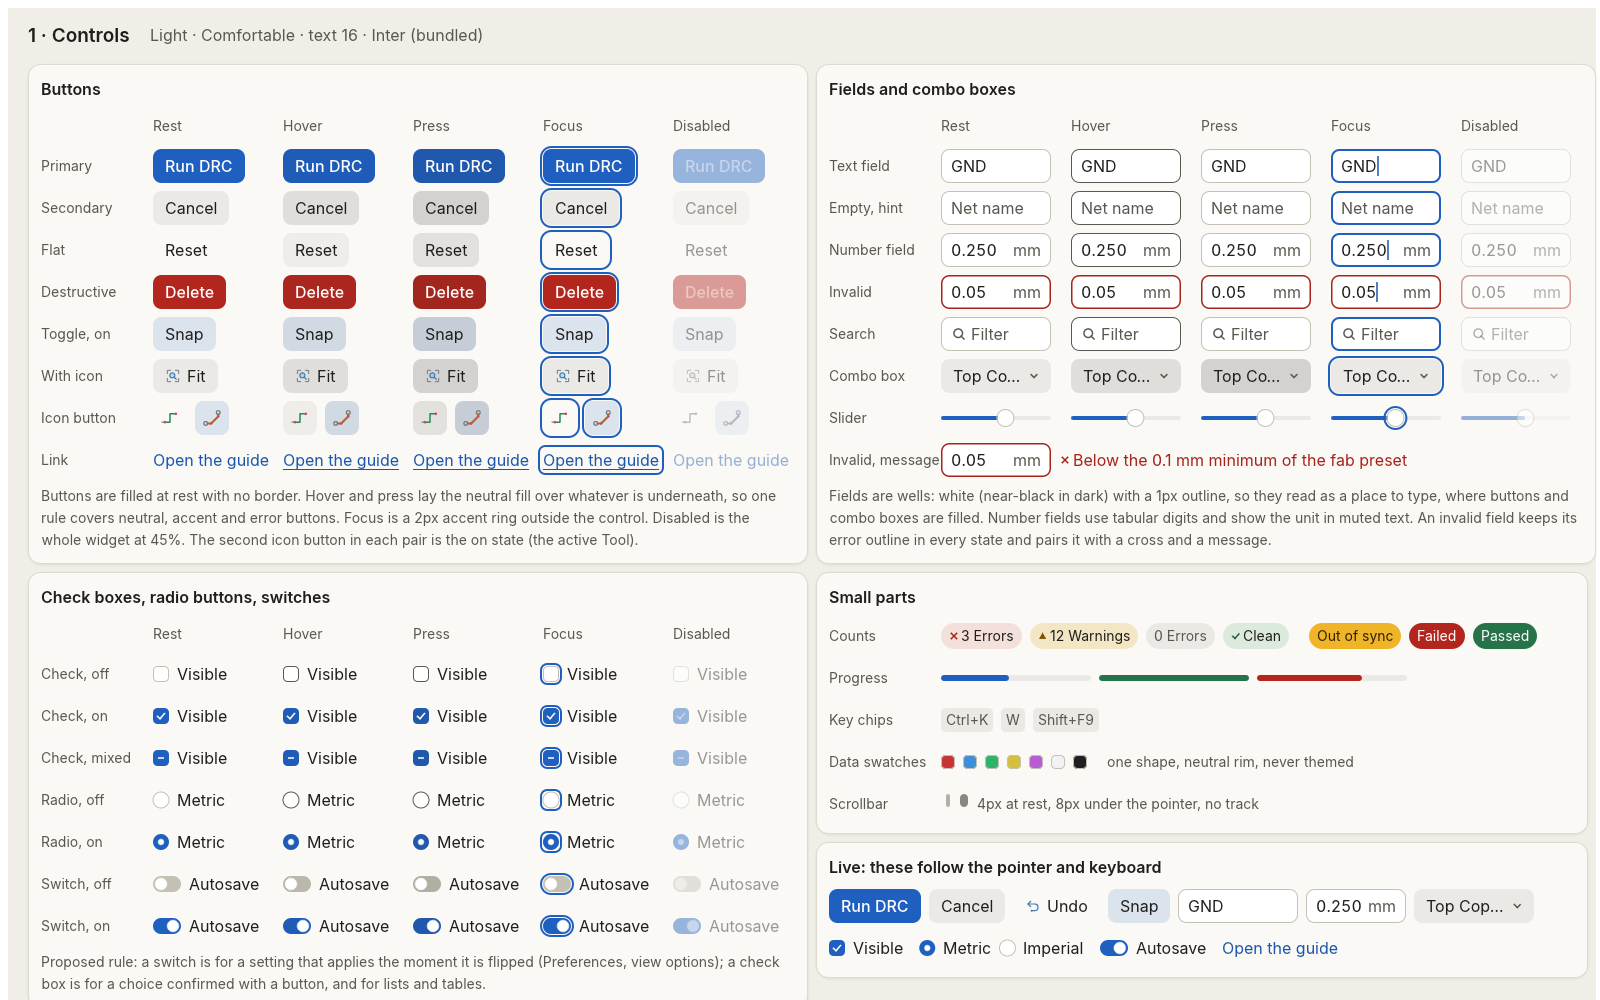 1 · Controls Light · Comfortable · text 16 · Inter (bundled)
Buttons
Rest Hover Press Focus Disabled
Primary Run DRC Run DRC Run DRC Run DRC Run DRC
Secondary Cancel Cancel Cancel Cancel Cancel
Flat Reset Reset Reset Reset Reset
Destructive Delete Delete Delete Delete Delete
Toggle, on Snap Snap Snap Snap Snap
With icon Fit Fit Fit Fit Fit
Icon button
Link Open the guide Open the guide Open the guide Open the guide Open the guide
Buttons are filled at rest with no border. Hover and press lay the neutral fill over whatever is underneath, so one
rule covers neutral, accent and error buttons. Focus is a 2px accent ring outside the control. Disabled is the
whole widget at 45%. The second icon button in each pair is the on state (the active Tool).
Fields and combo boxes
Rest Hover Press Focus Disabled
Text field GND GND GND GND GND
Empty, hint Net name Net name Net name Net name Net name
Number field 0.250 mm 0.250 mm 0.250 mm 0.250 mm 0.250 mm
Invalid 0.05 mm 0.05 mm 0.05 mm 0.05 mm 0.05 mm
Search Filter Filter Filter Filter Filter
Combo box Top Co... Top Co... Top Co... Top Co... Top Co...
Slider
Invalid, message 0.05 mm × Below the 0.1 mm minimum of the fab preset
Fields are wells: white (near-black in dark) with a 1px outline, so they read as a place to type, where buttons and
combo boxes are filled. Number fields use tabular digits and show the unit in muted text. An invalid field keeps its
error outline in every state and pairs it with a cross and a message.
Check boxes, radio buttons, switches
Rest Hover Press Focus Disabled
Check, off Visible Visible Visible Visible Visible
Check, on Visible Visible Visible Visible Visible
Check, mixed Visible Visible Visible Visible Visible
Radio, off Metric Metric Metric Metric Metric
Radio, on Metric Metric Metric Metric Metric
Switch, off Autosave Autosave Autosave Autosave Autosave
Switch, on Autosave Autosave Autosave Autosave Autosave
Proposed rule: a switch is for a setting that applies the moment it is flipped (Preferences, view options); a check
box is for a choice confirmed with a button, and for lists and tables.
Small parts
Counts 3 Errors 12 Warnings 0 Errors Clean Out of sync Failed Passed
Progress
Key chips Ctrl+K W Shift+F9
Data swatches one shape, neutral rim, never themed
Scrollbar 4px at rest, 8px under the pointer, no track
Live: these follow the pointer and keyboard
Run DRC Cancel Undo Snap GND 0.250 mm Top Cop...
Visible Metric Imperial Autosave Open the guide